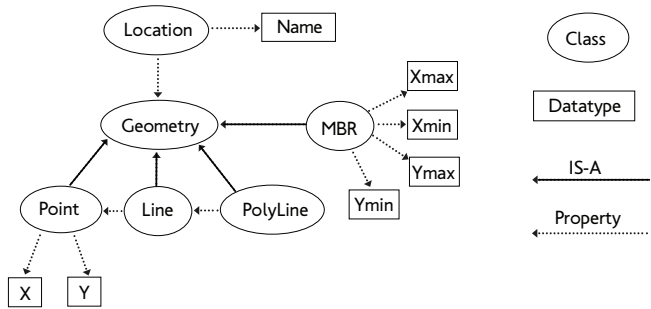 Location
Name
Class
Xmax
Geometry
MBR
Xmin
Datatype
Ymax
IS-A
Point
Line
PolyLine
Ymin
Property
X
Y